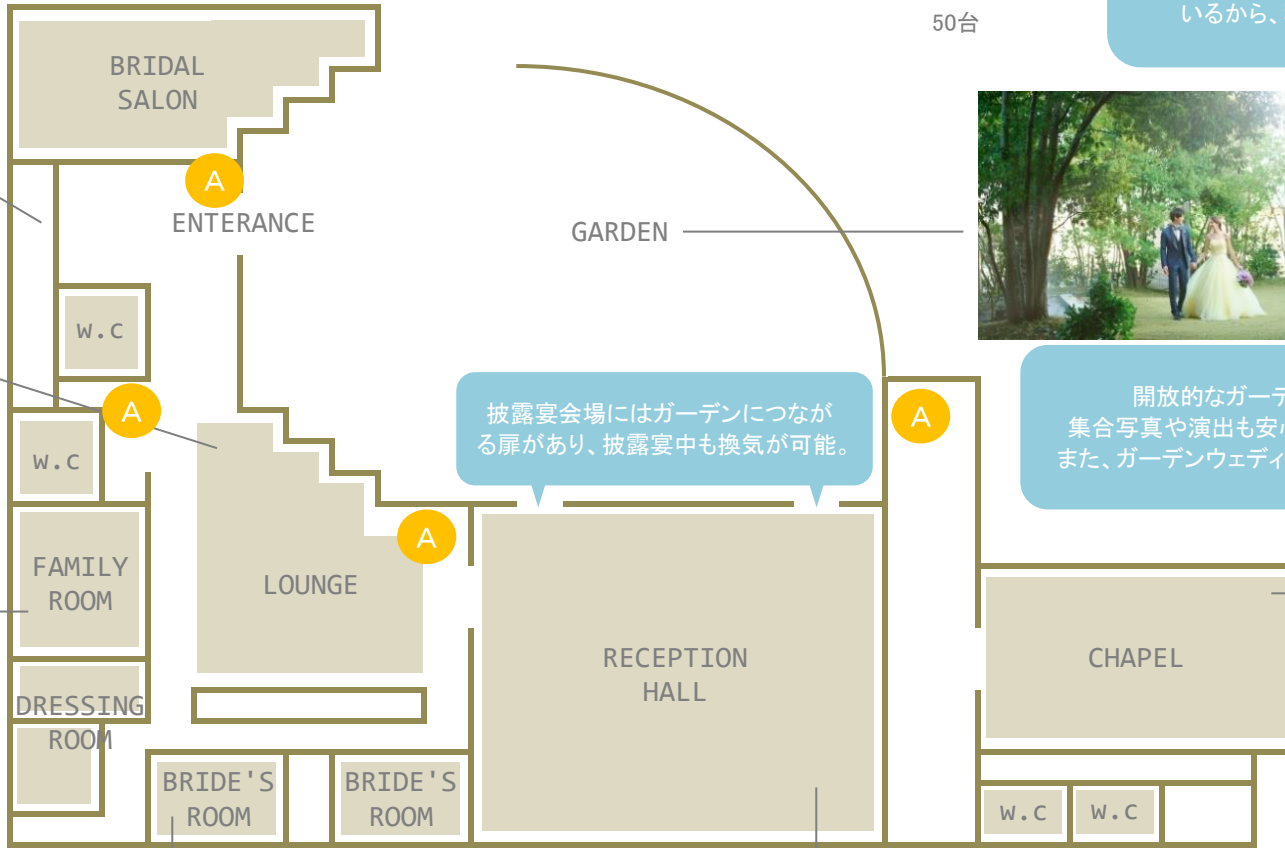 50台
いるから、
BRIDAL
SALON
A
ENTERANCE
GARDEN
w.c
A
w.c
披露宴会場にはガーデンにつなが
る扉があり、披露宴中も換気が可能。
A
開放的なガーデ
集合写真や演出も安心
また、ガーデンウェディ
A
FAMILY
ROOM
LOUNGE
RECEPTION
HALL
CHAPEL
DRESSING
ROOM
BRIDE'S
ROOM
BRIDE'S
ROOM
w.c
w.c